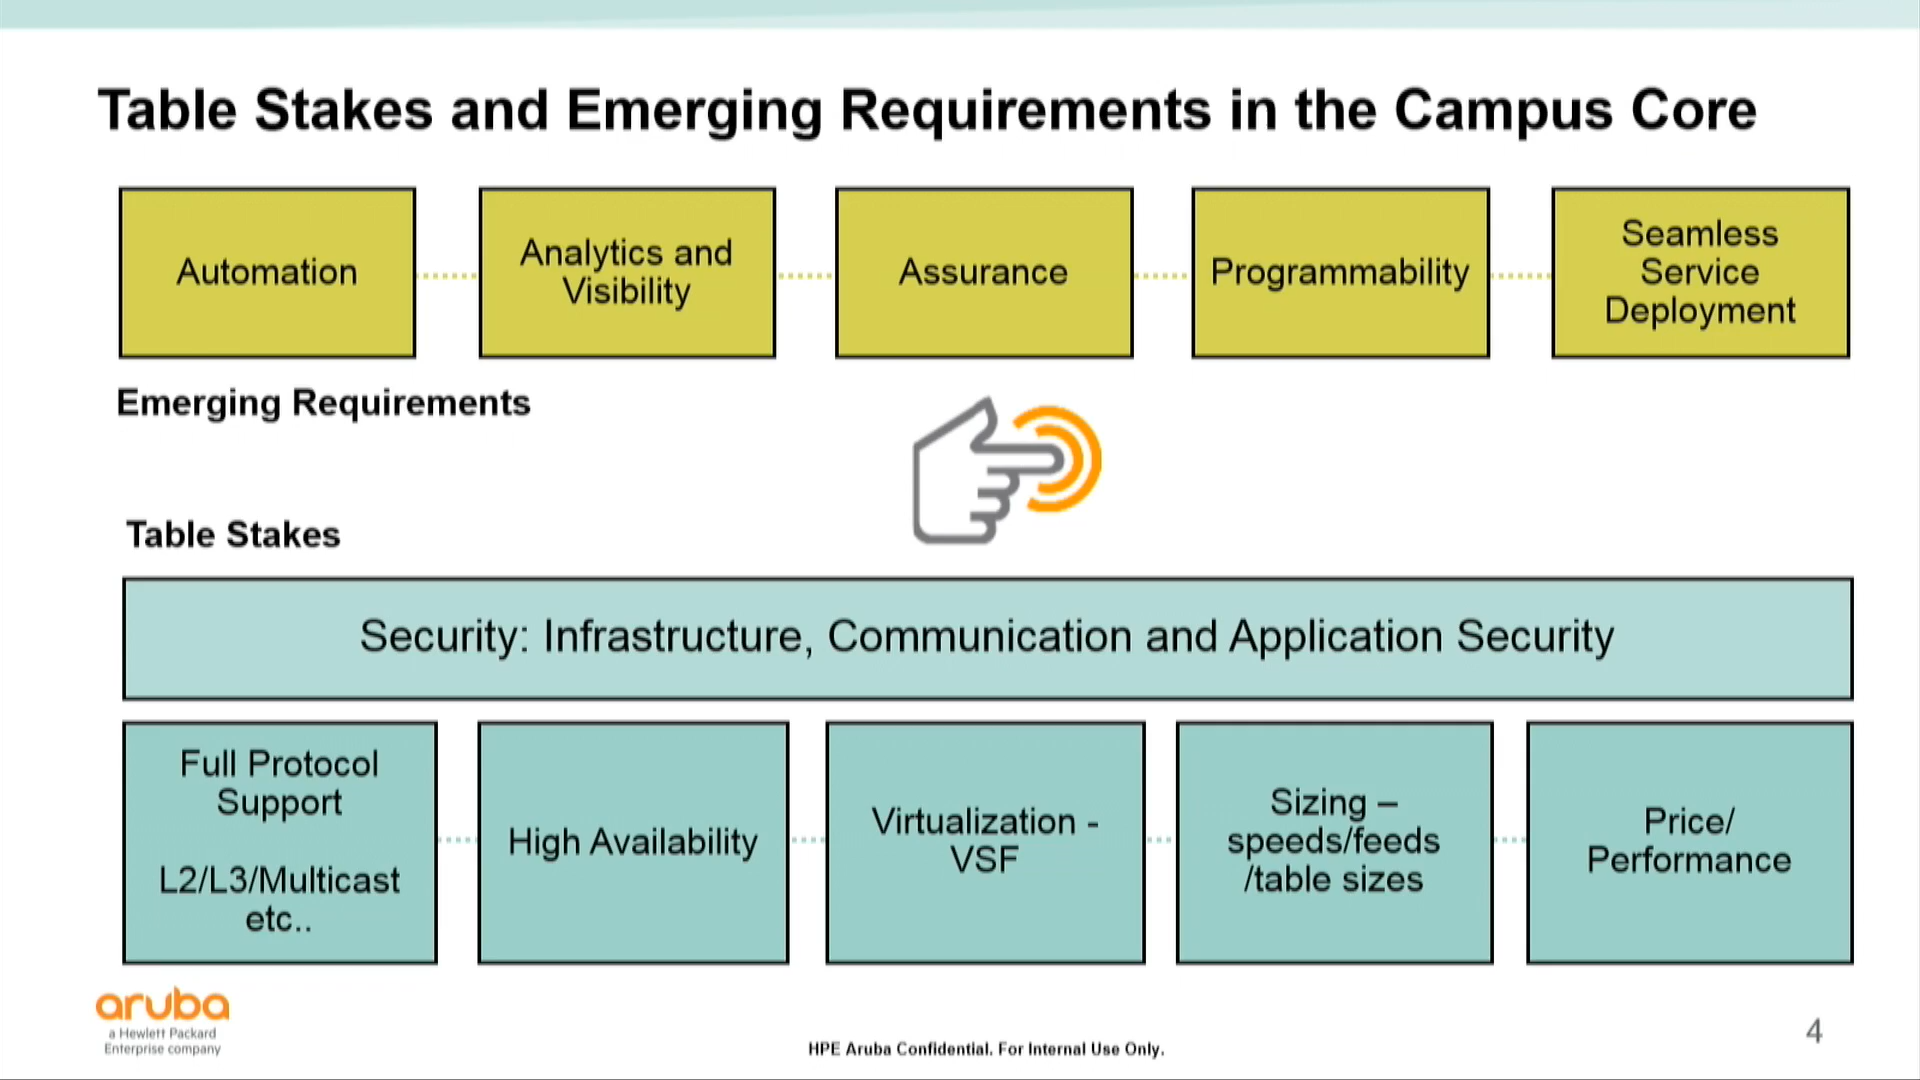 Table Stakes and Emerging Requirements in the Campus Core
Automation
Analytics and
Visibility
Assurance
Programmability
Seamless
Service
Deployment
Emerging Requirements
Table Stakes
Security: Infrastructure, Communication and Application Security
Full Protocol
Support
L2/L3/Multicast
etc..
High Availability
Virtualization -
VSF
Sizing –
speeds/feeds
/table sizes
Price/
Performance
aruba
a Hewlett Packard
Enterprise company
HPE Aruba Confidential. For Internal Use Only.
4